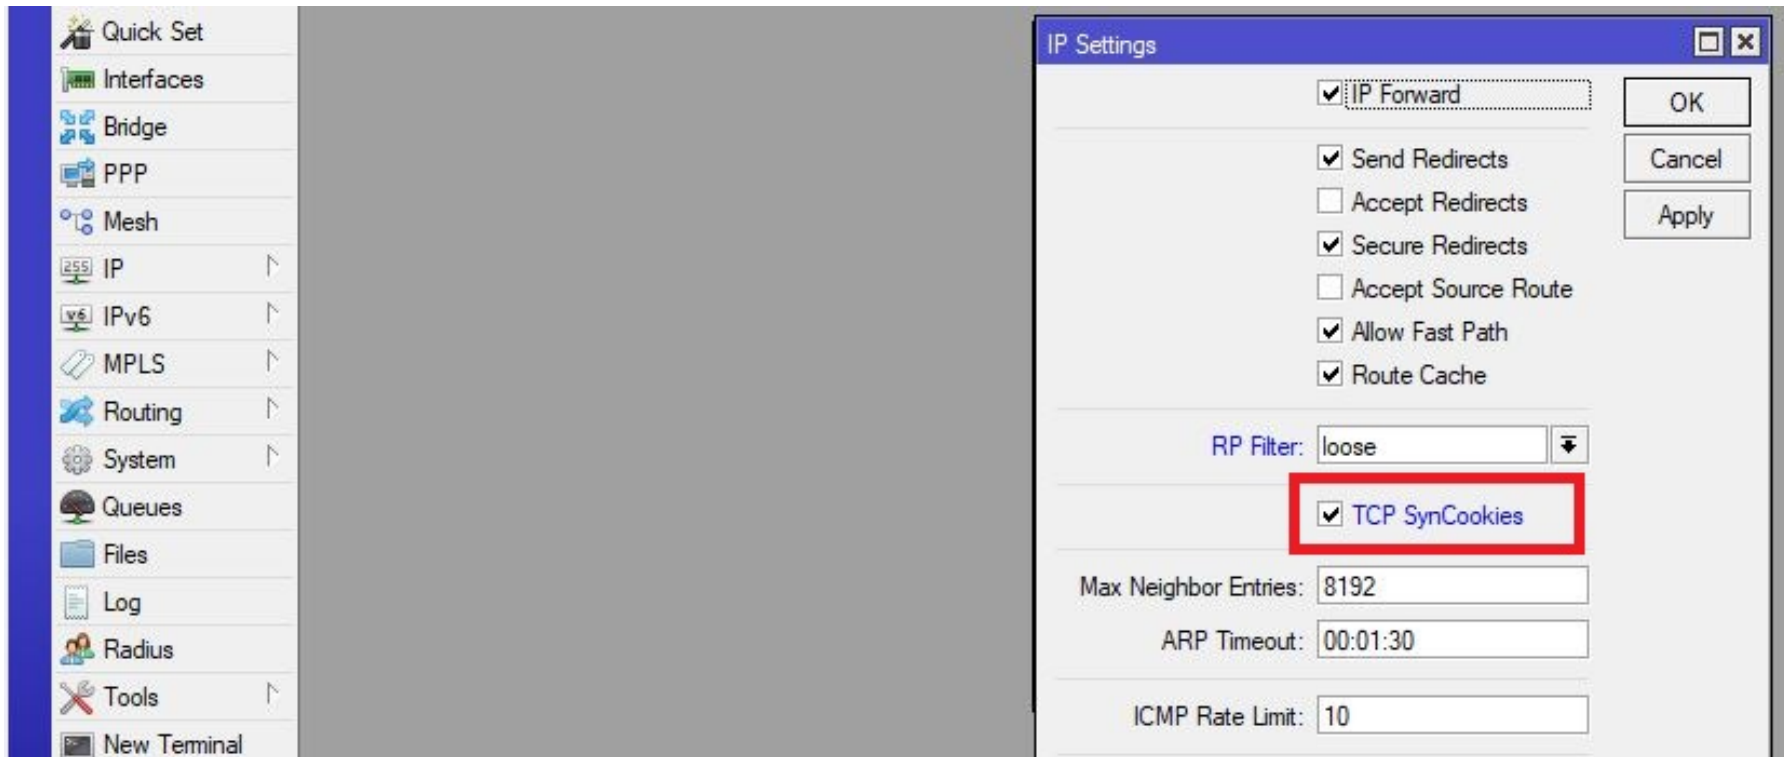 Quick Set
Interfaces
Bridge
PPP
Mesh
255 IP
v6 IPv6
MPLS
Routing
System
Queues
Files
Log
Radius
Tools
New Terminal
IP Settings
IP Forward
Send Redirects
Accept Redirects
Secure Redirects
Accept Source Route
Allow Fast Path
Route Cache
RP Filter: loose
TCP SynCookies
Max Neighbor Entries: 8192
ARP Timeout: 00:01:30
ICMP Rate Limit: 10
OK
Cancel
Apply